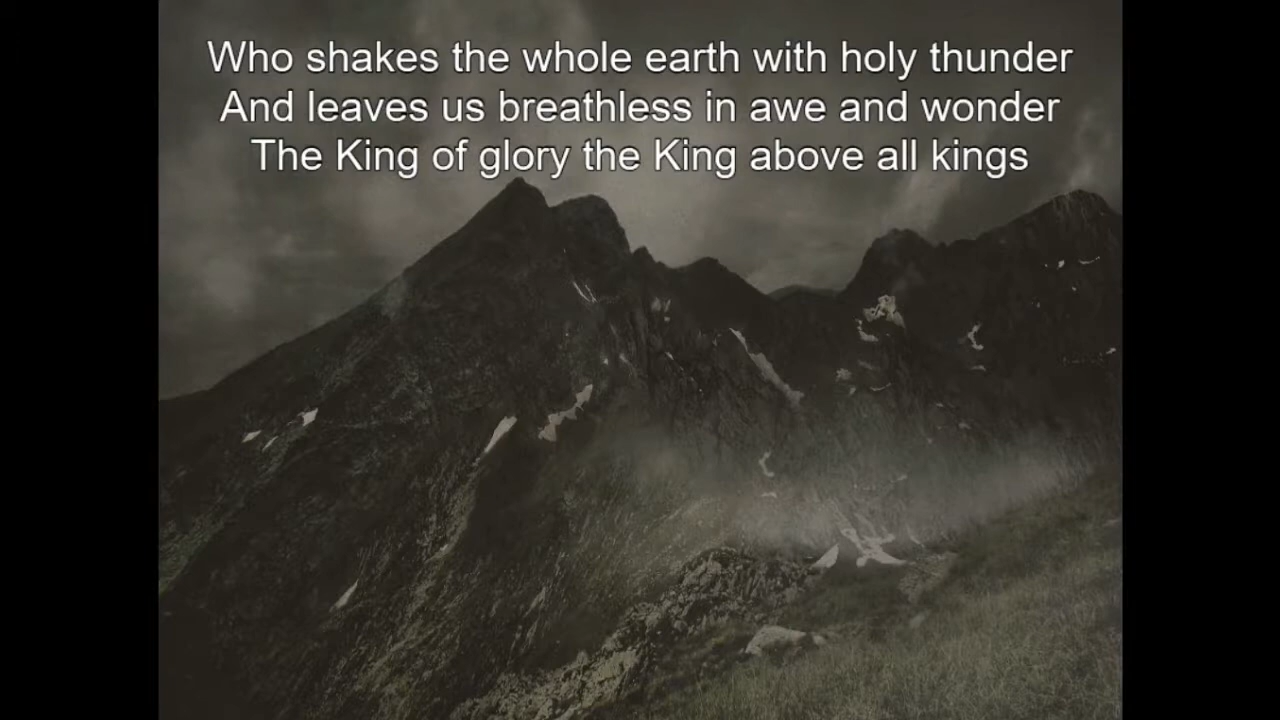 Who shakes the whole earth with holy thunder
And leaves us breathless in awe and wonder
The King of glory the King above all kings